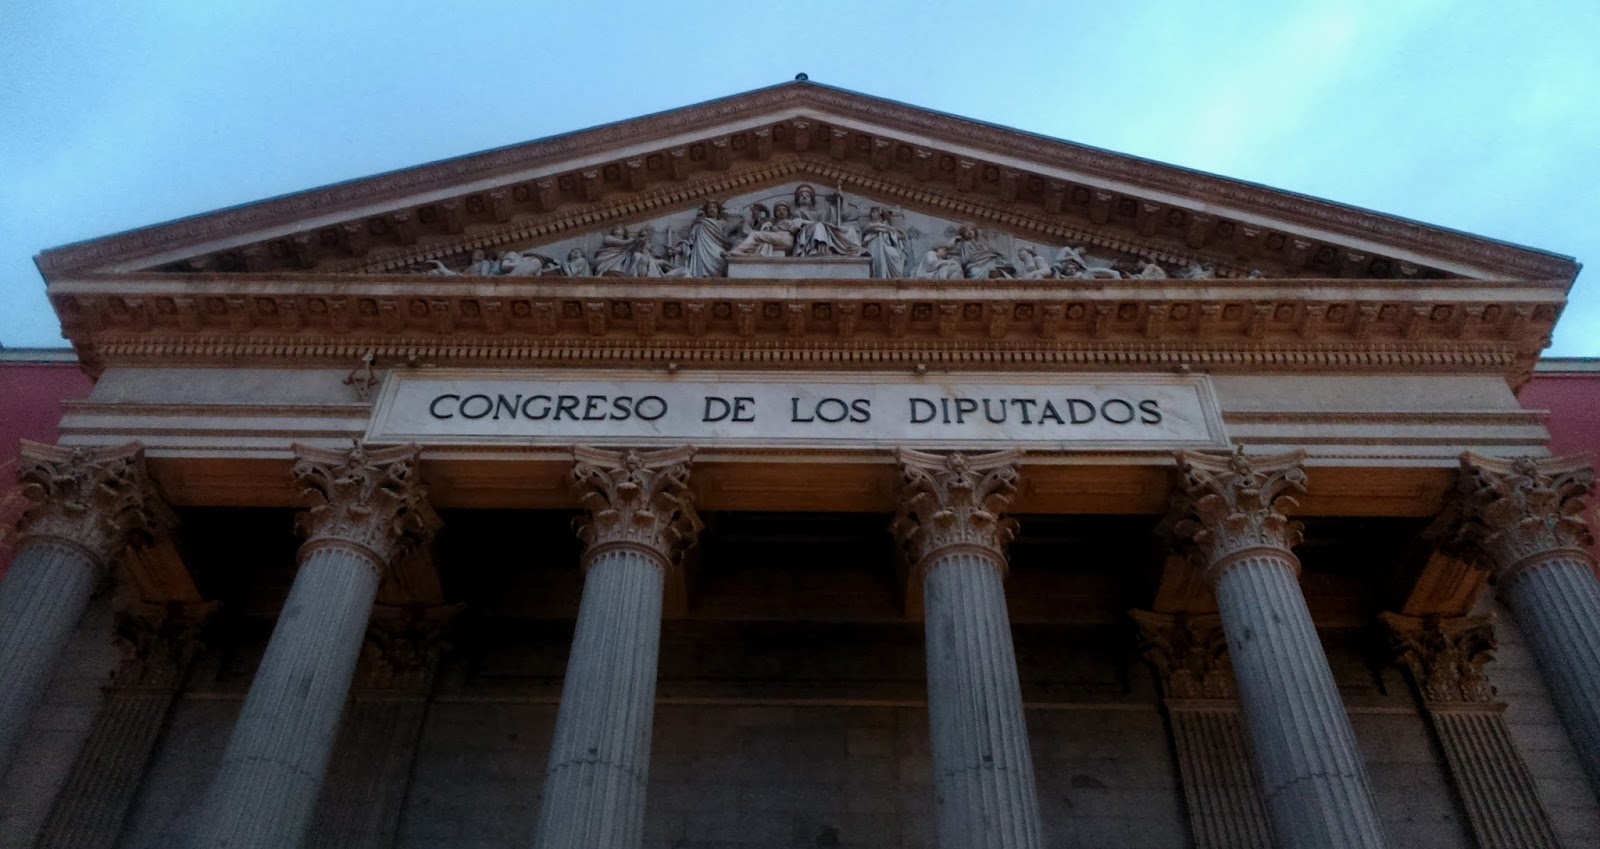 CONGRESO DE LOS DIPUTADOS